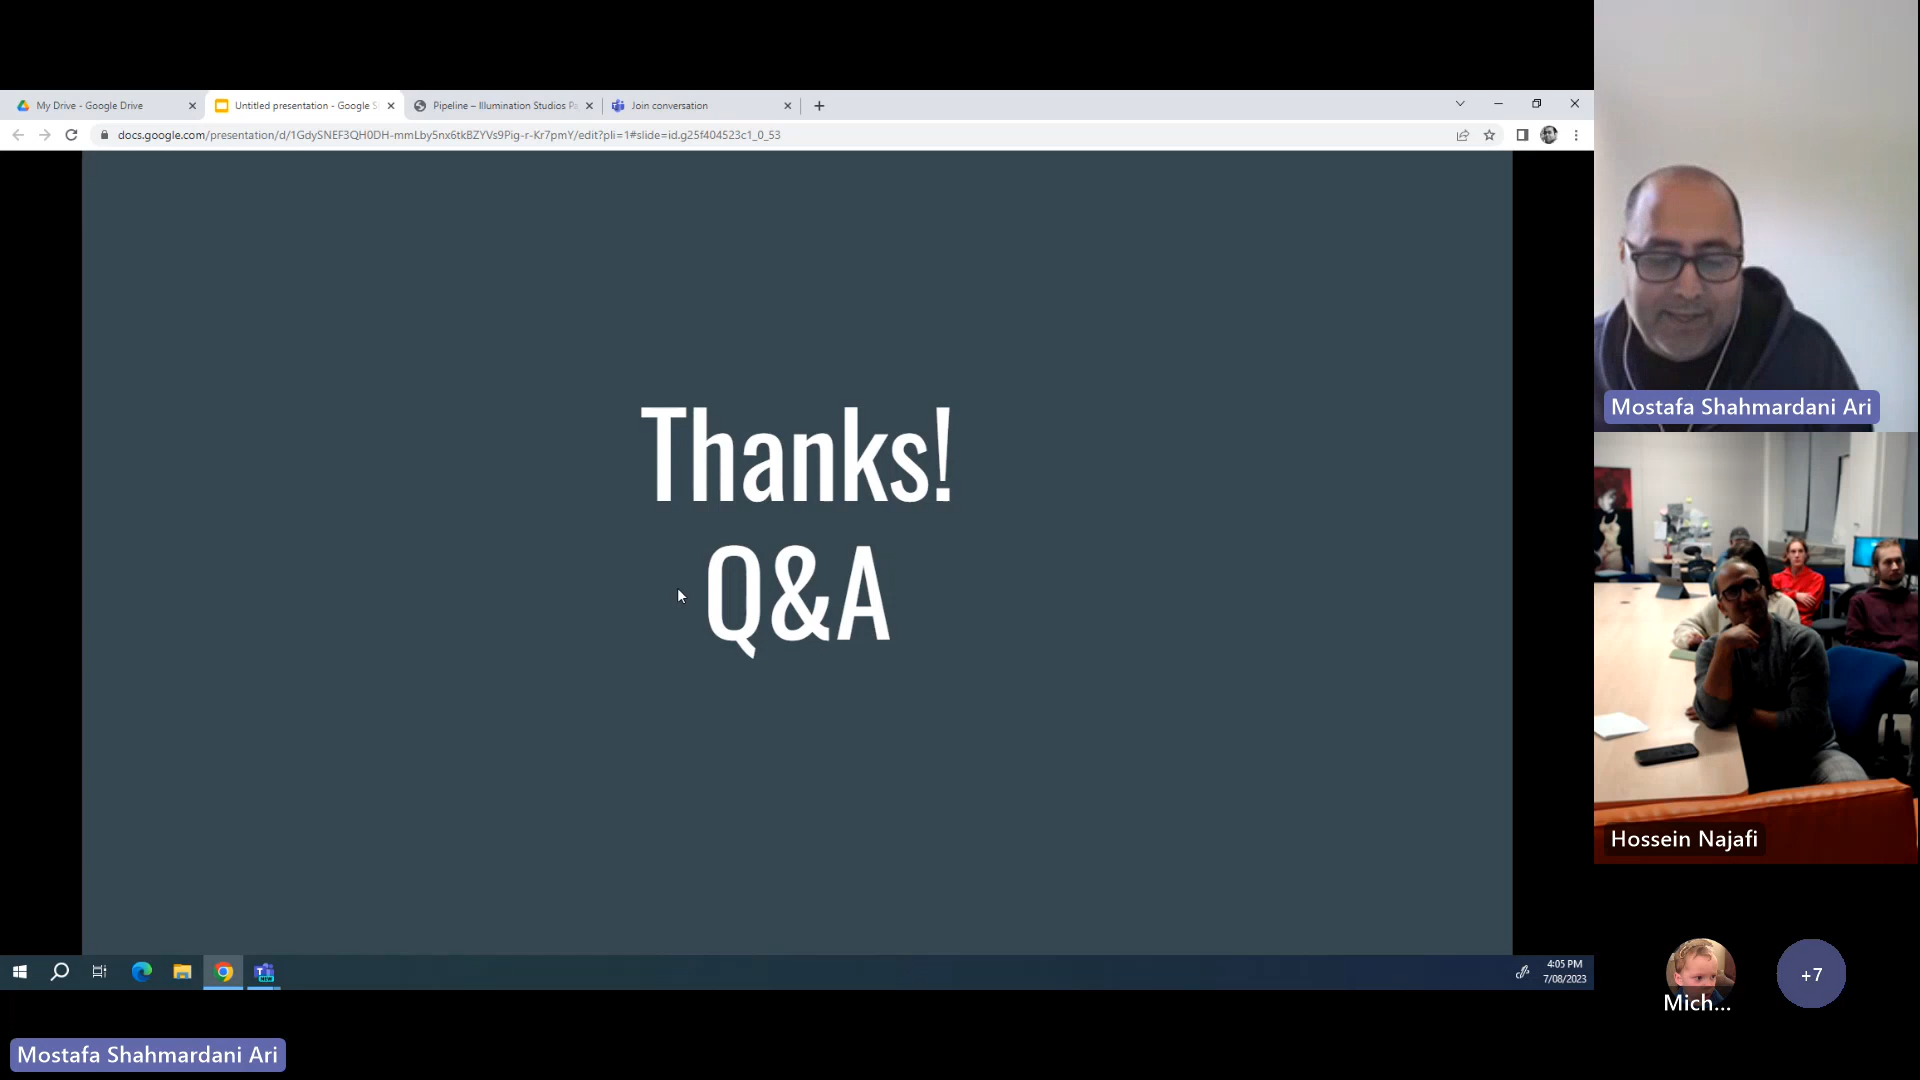 My Drive - Google Drive
Untitled presentation - Google S
Pipeline – Illumination Studios Pa
Join conversation
docs.google.com/presentation/d/1GdySNEF3QH0DH-mmLby5nx6tkBZYVs9Pig-r-Kr7pmY/edit?pli=1#slide=id.g25f404523c1_0_53
Thanks!
Q&A
Mostafa Shahmardani Ari
Hossein Najafi
4:05 PM
7/08/2023
Mich...
+7
Mostafa Shahmardani Ari